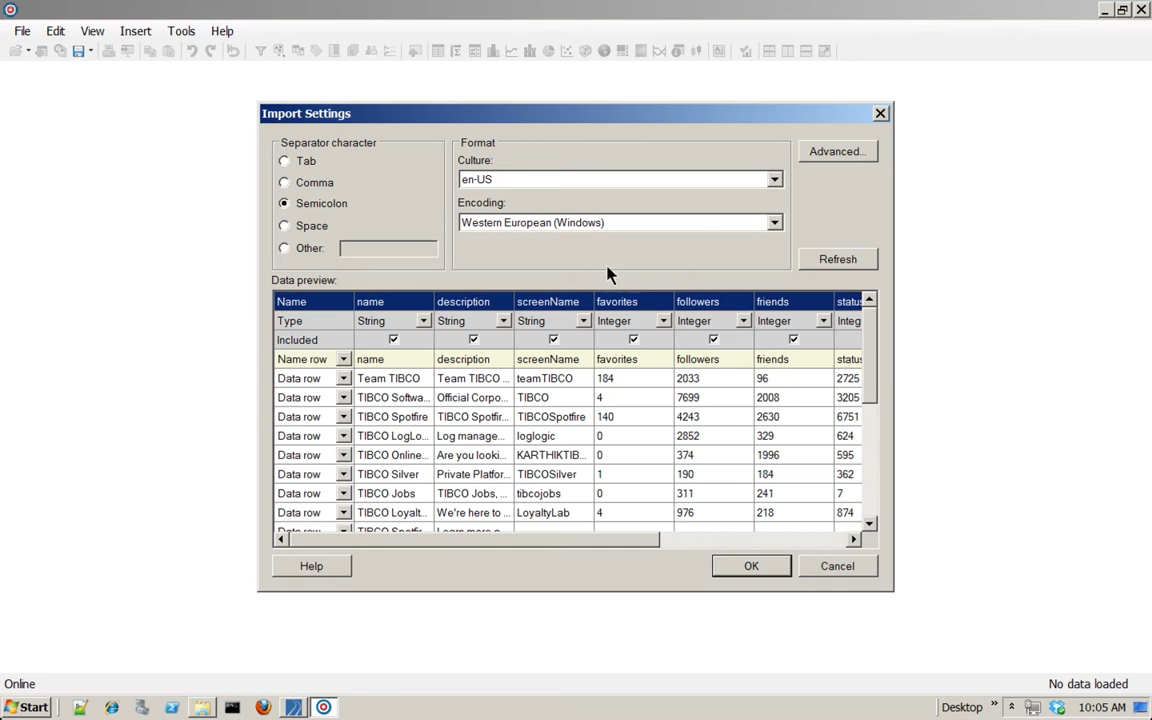 File Edit View Insert Tools Help
Import Settings
Separator character
Tab
Comma
Semicolon
Space
Other:
Format
Culture:
en-US
Encoding:
Western European (Windows)
Advanced...
Refresh
Data preview:
Name name description screenName favorites followers friends status
Type String String String Integer Integer Integer Integ
Included
Name row name description screenName favorites followers friends status
Data row Team TIBCO Team TIBCO ... teamTIBCO 184 2033 96 2725
Data row TIBCO Softwa... Official Corpo... TIBCO 4 7699 2008 3205
Data row TIBCO Spotfire TIBCO Spotfir... TIBCOSpotfire 140 4243 2630 6751
Data row TIBCO LogLo... Log manage... loglogic 0 2852 329 624
Data row TIBCO Online... Are you looki... KARTHIKTIB... 0 374 1996 595
Data row TIBCO Silver Private Platfor... TIBCOSilver 1 190 184 362
Data row TIBCO Jobs TIBCO Jobs, ... tibcojobs 0 311 241 7
Data row TIBCO Loyalt... We're here to ... LoyaltyLab 4 976 218 874
Help OK Cancel
Online No data loaded
Start Desktop » 10:05 AM